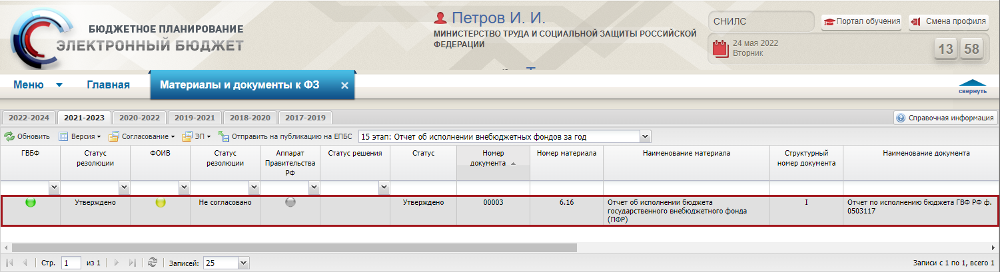 БЮДЖЕТНОЕ ПЛАНИРОВАНИЕ
ЭЛЕКТРОННЫЙ БЮДЖЕТ
Петров И. И.
МИНИСТЕРСТВО ТРУДА И СОЦИАЛЬНОЙ ЗАЩИТЫ РОССИЙСКОЙ
ФЕДЕРАЦИИ
СНИЛС
Портал обучения
Смена профиля
24 мая 2022
Вторник
13 58
Меню
Главная
Материалы и документы к ФЗ
свернуть
2022-2024 2021-2023 2020-2022 2019-2021 2018-2020 2017-2019
Справочная информация
Обновить Версия Согласование ЭП Отправить на публикацию на ЕПБС 15 этап: Отчет об исполнении внебюджетных фондов за год
ГВБФ
Статус
резолюции
ФОИВ
Статус
резолюции
Аппарат
Правительства
РФ
Статус решения
Статус
Номер
документа
Номер материала
Наименование материала
Структурный
номер документа
Наименование документа
Утверждено
Не согласовано
Утверждено
00003
6.16
Отчет об исполнении бюджета
государственного внебюджетного фонда
(ПФР)
I
Отчет по исполнению бюджета ГВФ РФ ф.
0503117
Стр. 1 из 1 Записей: 25
Записи с 1 по 1, всего 1